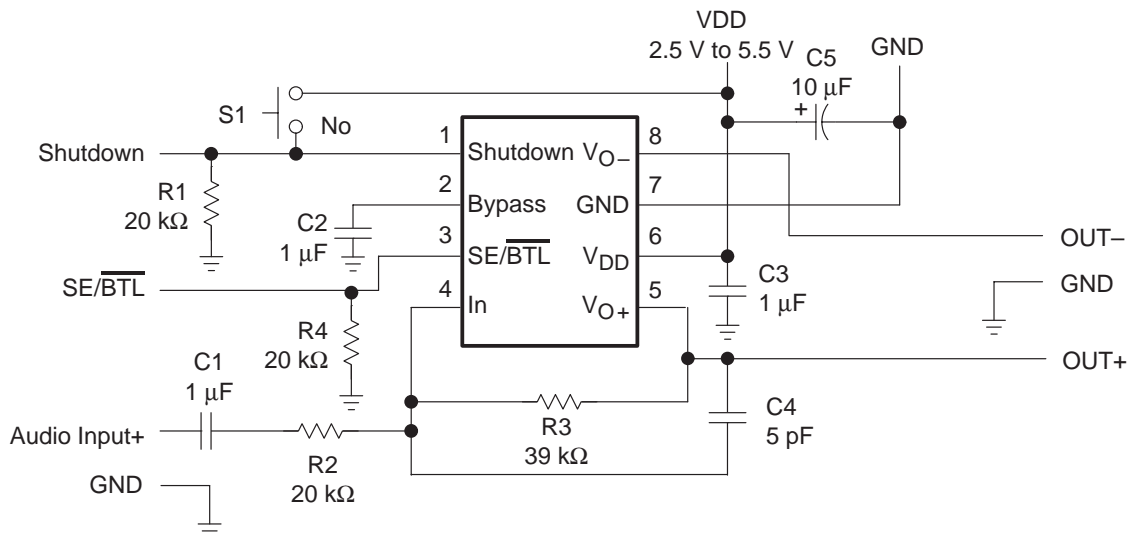 VDD
2.5 V to 5.5 V
GND
C5
10 μF
+
S1
No
Shutdown
1
Shutdown
VO−
8
R1
20 kΩ
2
Bypass
GND
7
C2
1 μF
3
SE/BTL
VDD
6
OUT−
SE/BTL
4
In
VO+
5
C3
1 μF
GND
R4
20 kΩ
C1
1 μF
OUT+
Audio Input+
R2
20 kΩ
R3
39 kΩ
C4
5 pF
GND